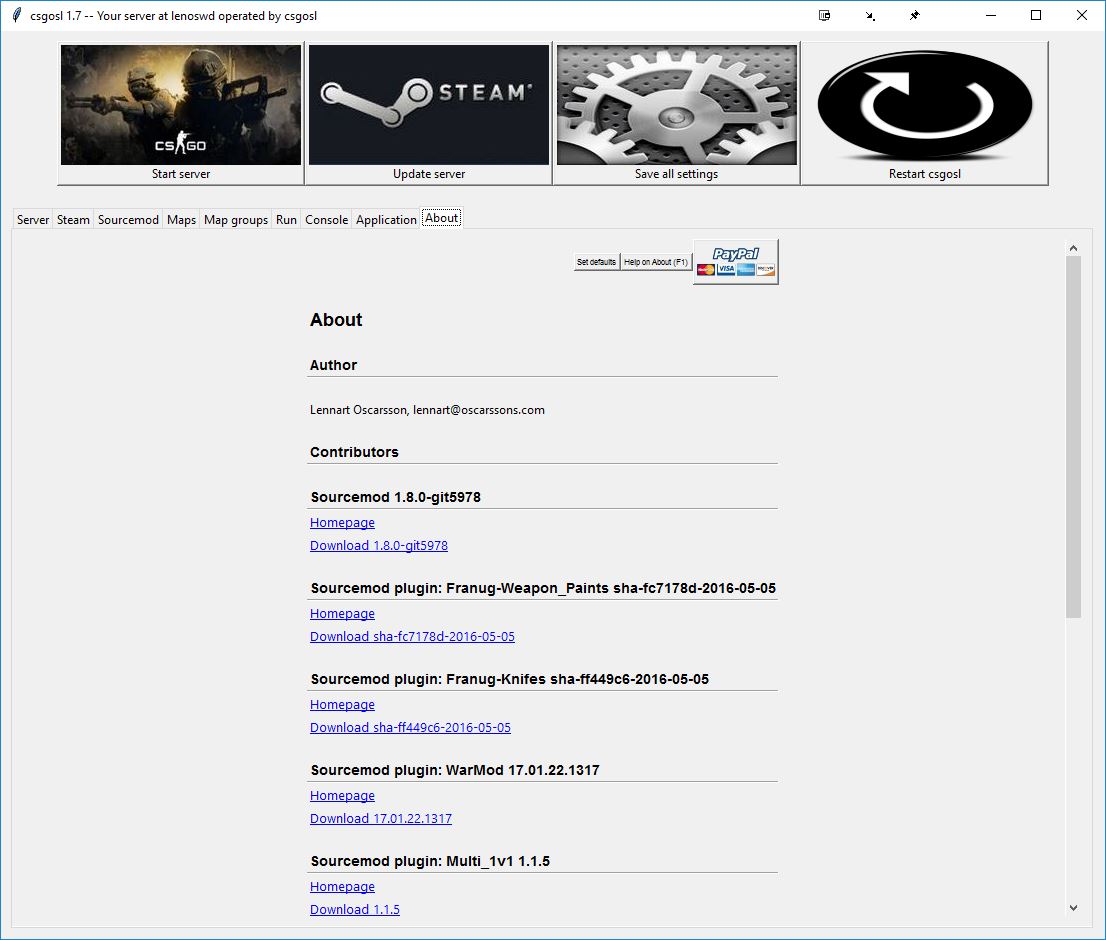 csgosl 1.7 -- Your server at lenoswd operated by csgosl
CS GO
STEAM
Start server
Update server
Save all settings
Restart csgosl
Server Steam Sourcemod Maps Map groups Run Console Application About
Set defaults Help on About (F1) PayPal
MasterCard VISA
About
Author
Lennart Oscarsson, lennart@oscarssons.com
Contributors
Sourcemod 1.8.0-git5978
Homepage
Download 1.8.0-git5978
Sourcemod plugin: Franug-Weapon_Paints sha-fc7178d-2016-05-05
Homepage
Download sha-fc7178d-2016-05-05
Sourcemod plugin: Franug-Knifes sha-ff449c6-2016-05-05
Homepage
Download sha-ff449c6-2016-05-05
Sourcemod plugin: WarMod 17.01.22.1317
Homepage
Download 17.01.22.1317
Sourcemod plugin: Multi_1v1 1.1.5
Homepage
Download 1.1.5